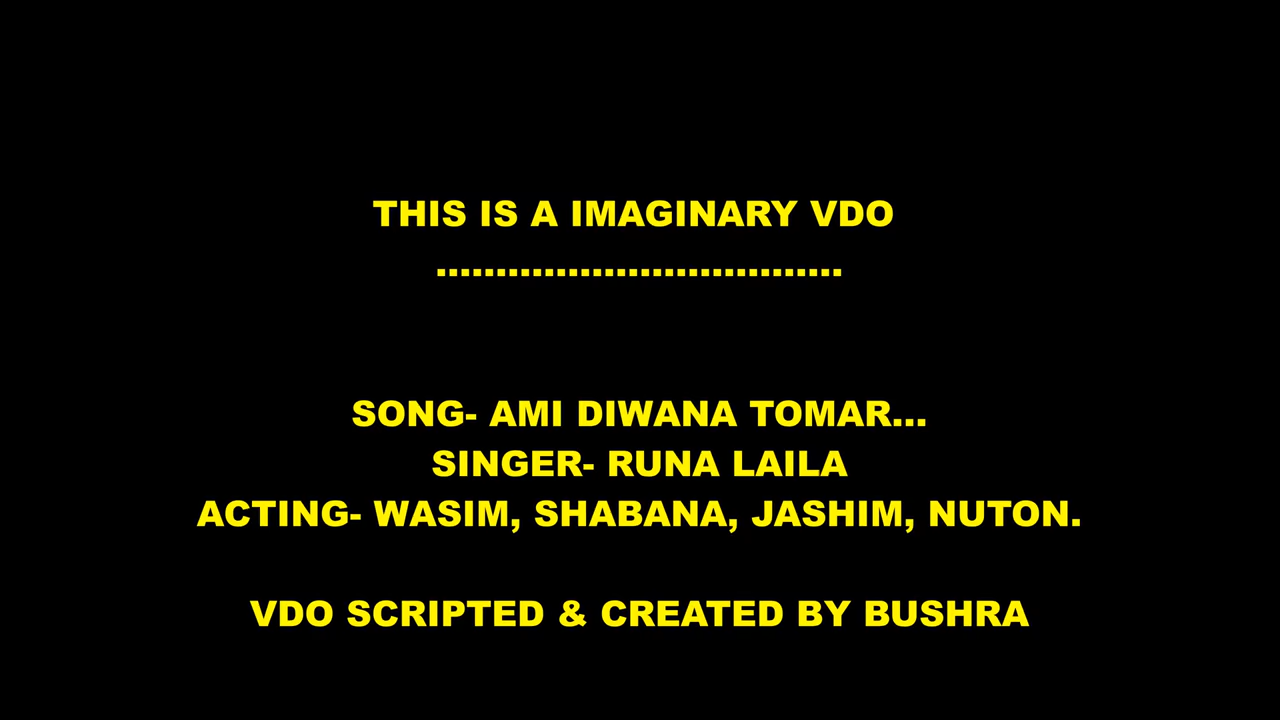 THIS IS A IMAGINARY VDO
..................................
SONG- AMI DIWANA TOMAR...
SINGER- RUNA LAILA
ACTING- WASIM, SHABANA, JASHIM, NUTON.
VDO SCRIPTED & CREATED BY BUSHRA